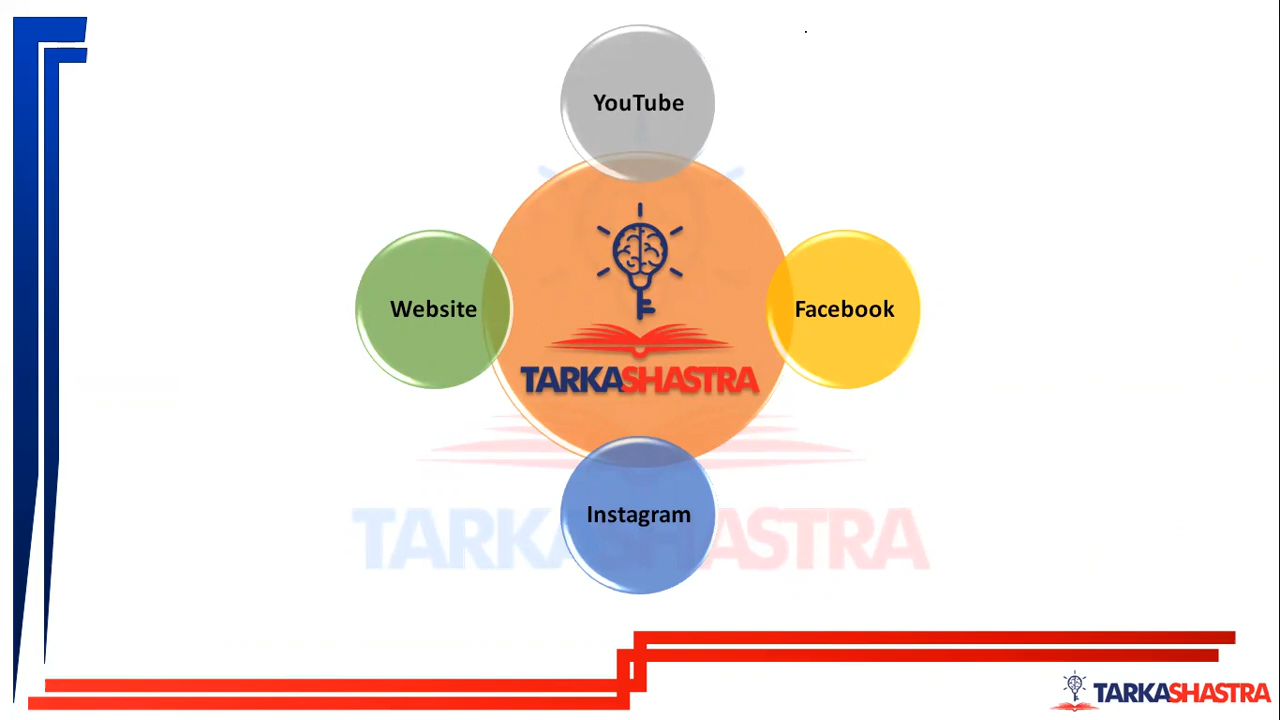 YouTube
Website
Facebook
TARKASHASTRA
Instagram
TARKASHASTRA
TARKASHASTRA